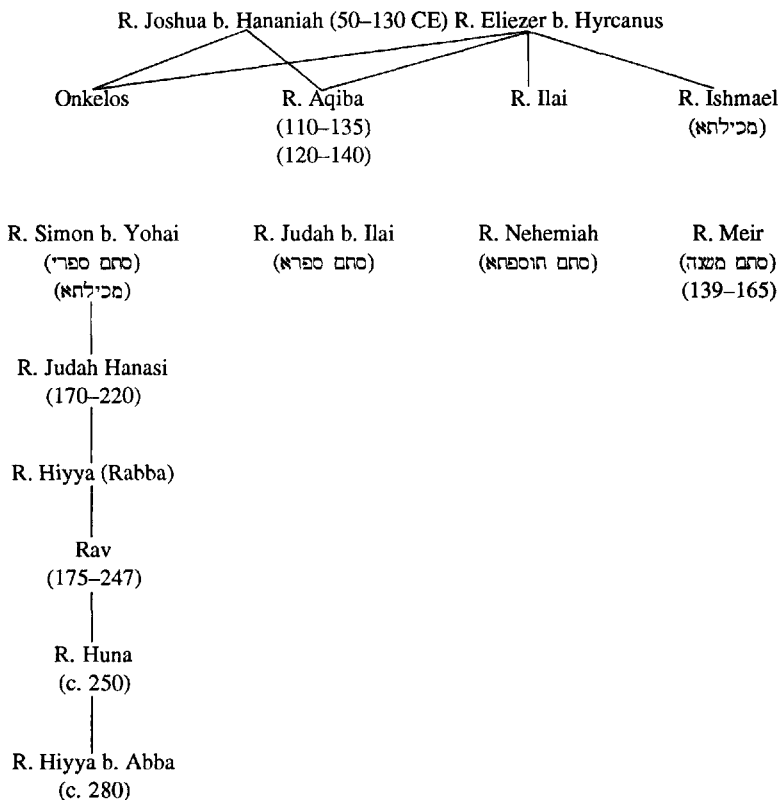 R. Joshua b. Hananiah (50–130 CE) R. Eliezer b. Hyrcanus
Onkelos R. Aqiba R. Ilai R. Ishmael
(110–135) (מכילתא)
(120–140)
R. Simon b. Yohai R. Judah b. Ilai R. Nehemiah R. Meir
(סתם ספרי) (סתם ספרא) (סתם תוספתא) (סתם משנה)
(מכילתא) (139–165)
R. Judah Hanasi
(170–220)
R. Hiyya (Rabba)
Rav
(175–247)
R. Huna
(c. 250)
R. Hiyya b. Abba
(c. 280)